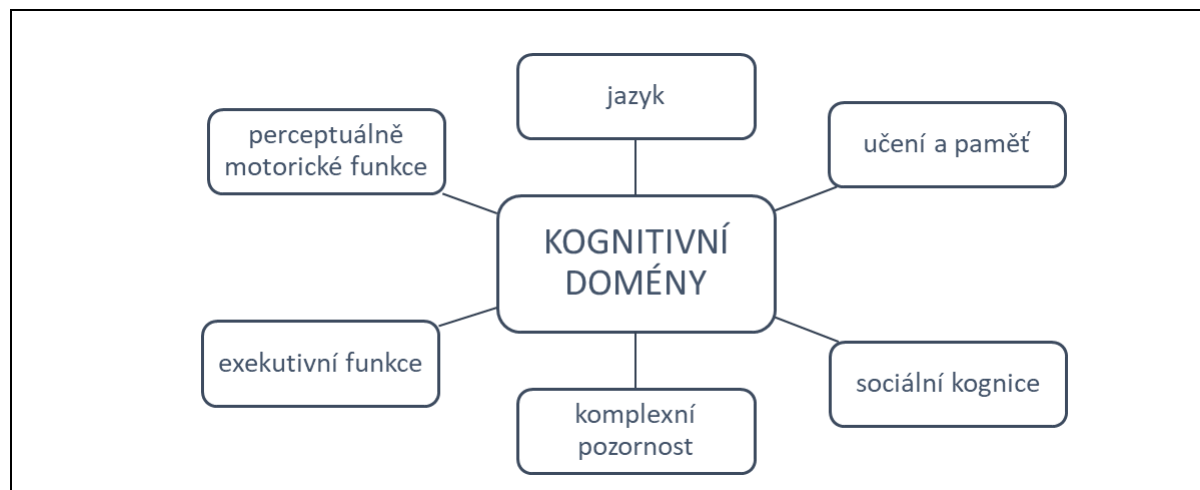 jazyk
perceptuálně
motorické funkce
učení a paměť
KOGNITIVNÍ
DOMÉNY
exekutivní funkce
sociální kognice
komplexní
pozornost